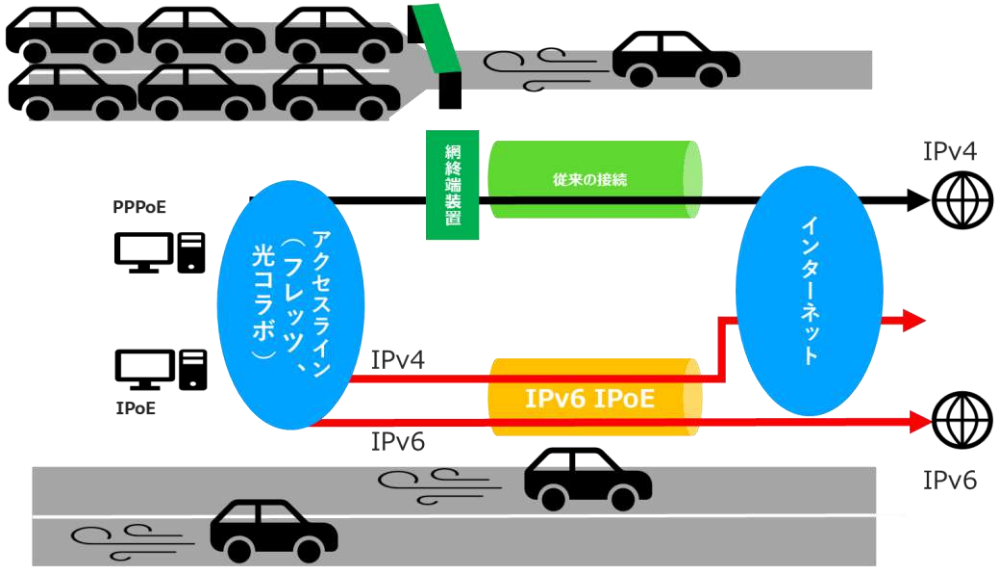 網終端装置
従来の接続
IPv4
PPPoE
アクセスライン
（フレッツ、
光コラボ）
インターネット
IPv4
IPv6 IPoE
IPoE
IPv6
IPv6